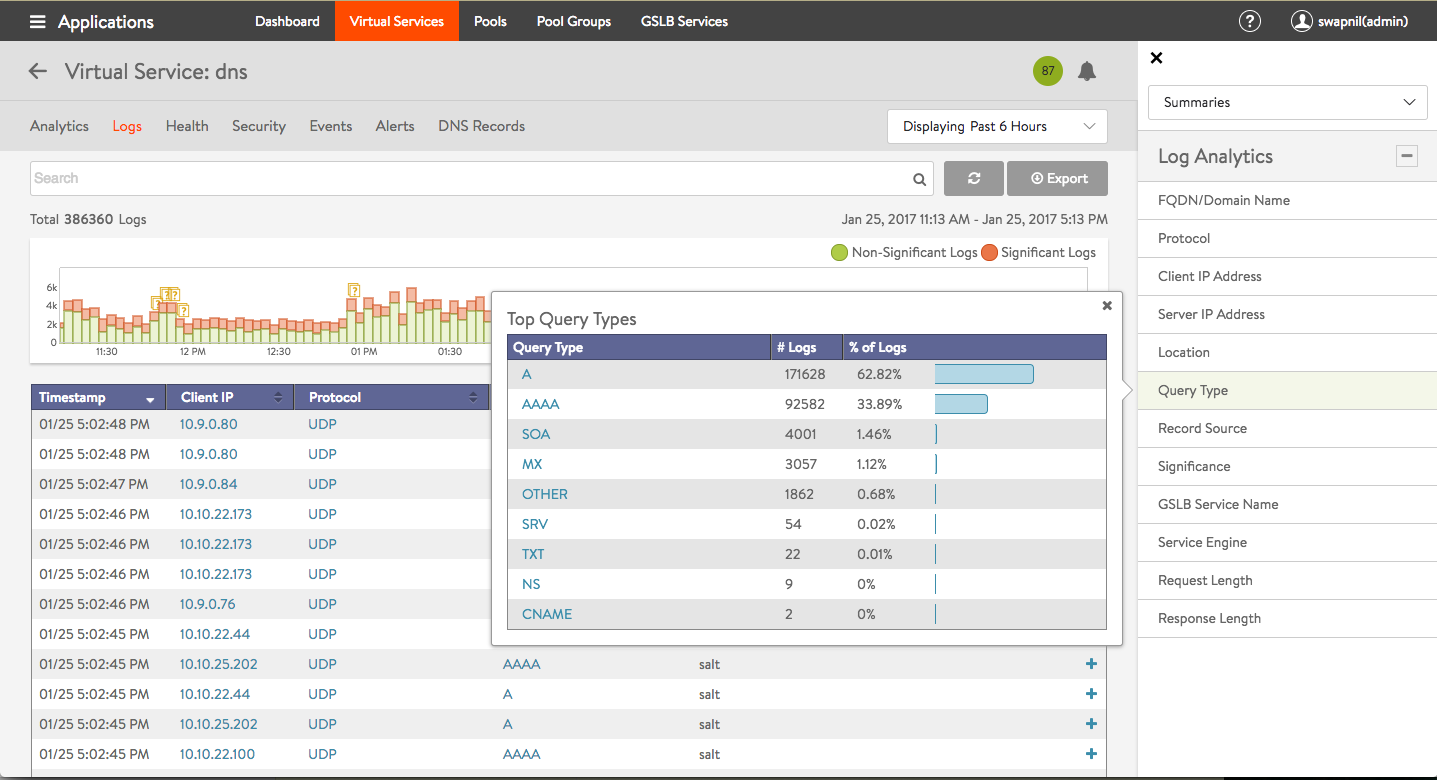 Applications Dashboard Virtual Services Pools Pool Groups GSLB Services ? swapnil(admin)
Virtual Service: dns 87
Analytics Logs Health Security Events Alerts DNS Records Displaying Past 6 Hours
Search Export
Total 386360 Logs Jan 25, 2017 11:13 AM - Jan 25, 2017 5:13 PM
Non-Significant Logs Significant Logs
6k
4k
2k
0
? ? ? ? ?
11:30 12 PM 12:30 01 PM 01:30
Timestamp Client IP Protocol
01/25 5:02:48 PM 10.9.0.80 UDP
01/25 5:02:48 PM 10.9.0.80 UDP
01/25 5:02:47 PM 10.9.0.84 UDP
01/25 5:02:46 PM 10.10.22.173 UDP
01/25 5:02:46 PM 10.10.22.173 UDP
01/25 5:02:46 PM 10.10.22.173 UDP
01/25 5:02:46 PM 10.9.0.76 UDP
01/25 5:02:45 PM 10.10.22.44 UDP
01/25 5:02:45 PM 10.10.25.202 UDP AAAA salt +
01/25 5:02:45 PM 10.10.22.44 UDP A salt +
01/25 5:02:45 PM 10.10.25.202 UDP A salt +
01/25 5:02:45 PM 10.10.22.100 UDP AAAA salt +
Top Query Types
Query Type # Logs % of Logs
A 171628 62.82%
AAAA 92582 33.89%
SOA 4001 1.46%
MX 3057 1.12%
OTHER 1862 0.68%
SRV 54 0.02%
TXT 22 0.01%
NS 9 0%
CNAME 2 0%
Summaries
Log Analytics
FQDN/Domain Name
Protocol
Client IP Address
Server IP Address
Location
Query Type
Record Source
Significance
GSLB Service Name
Service Engine
Request Length
Response Length